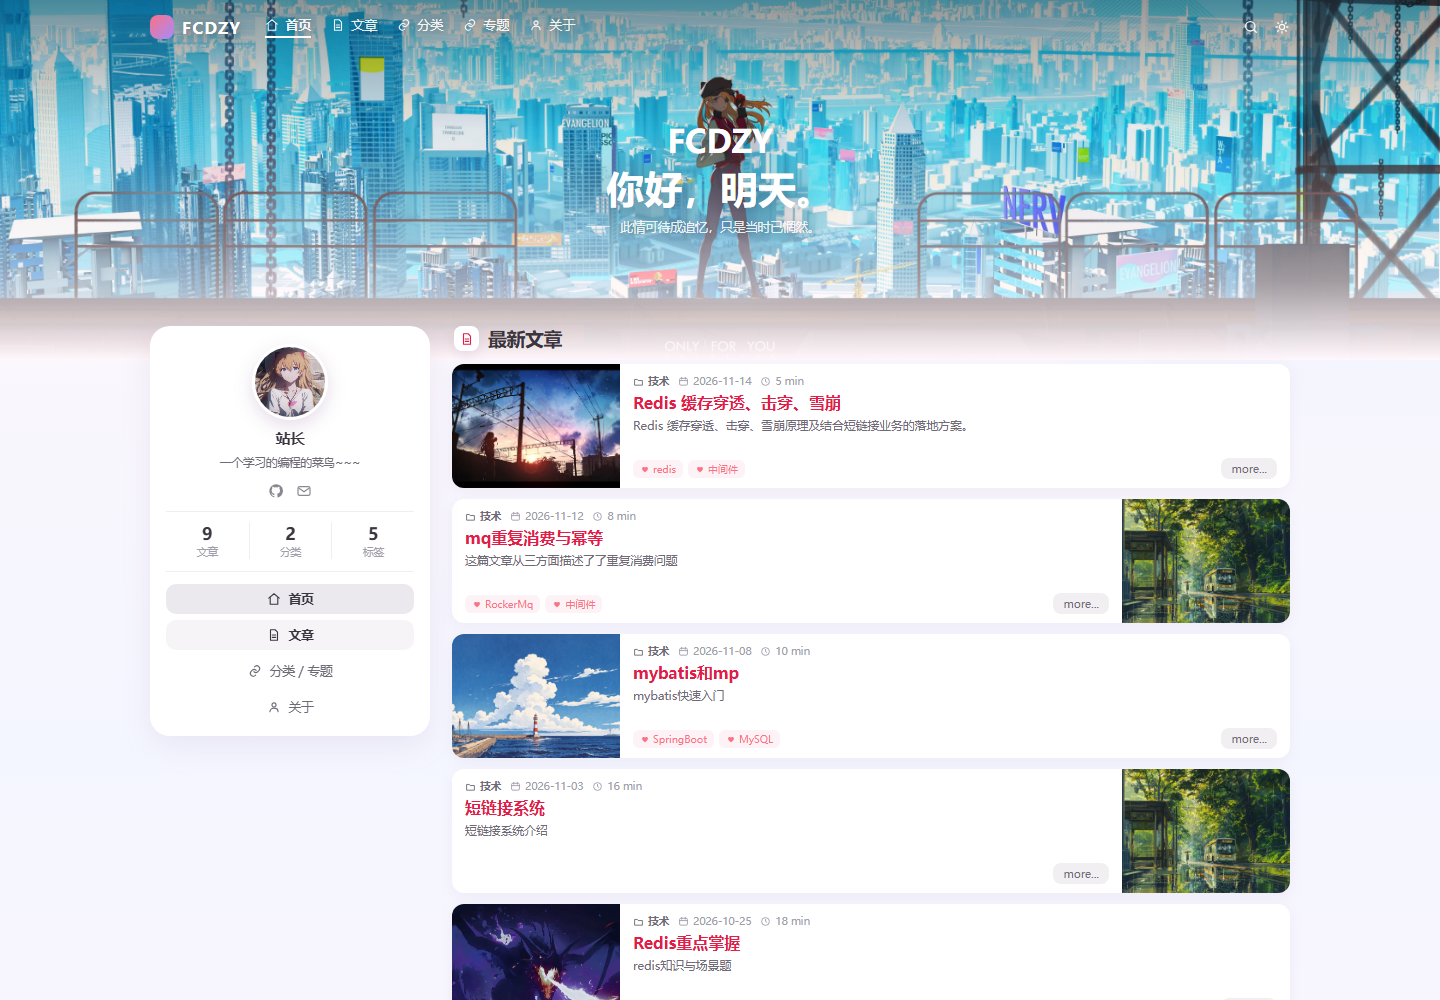 FCDZY 首页 文章 分类 专题 关于
EVANGELION
FCDZY
你好，明天。
此情可待成追忆，只是当时已惘然。
NERV
EVANGELION
ONLY FOR YOU
站长
一个学习的编程的菜鸟~~~
9 2 5
文章 分类 标签
首页
文章
分类 / 专题
关于
最新文章
技术 2026-11-14 5 min
Redis 缓存穿透、击穿、雪崩
Redis 缓存穿透、击穿、雪崩原理及结合短链接业务的落地方案。
redis 中间件 more...
技术 2026-11-12 8 min
mq重复消费与幂等
这篇文章从三方面描述了了重复消费问题
RockerMq 中间件 more...
技术 2026-11-08 10 min
mybatis和mp
mybatis快速入门
SpringBoot MySQL more...
技术 2026-11-03 16 min
短链接系统
短链接系统介绍
more...
技术 2026-10-25 18 min
Redis重点掌握
redis知识与场景题